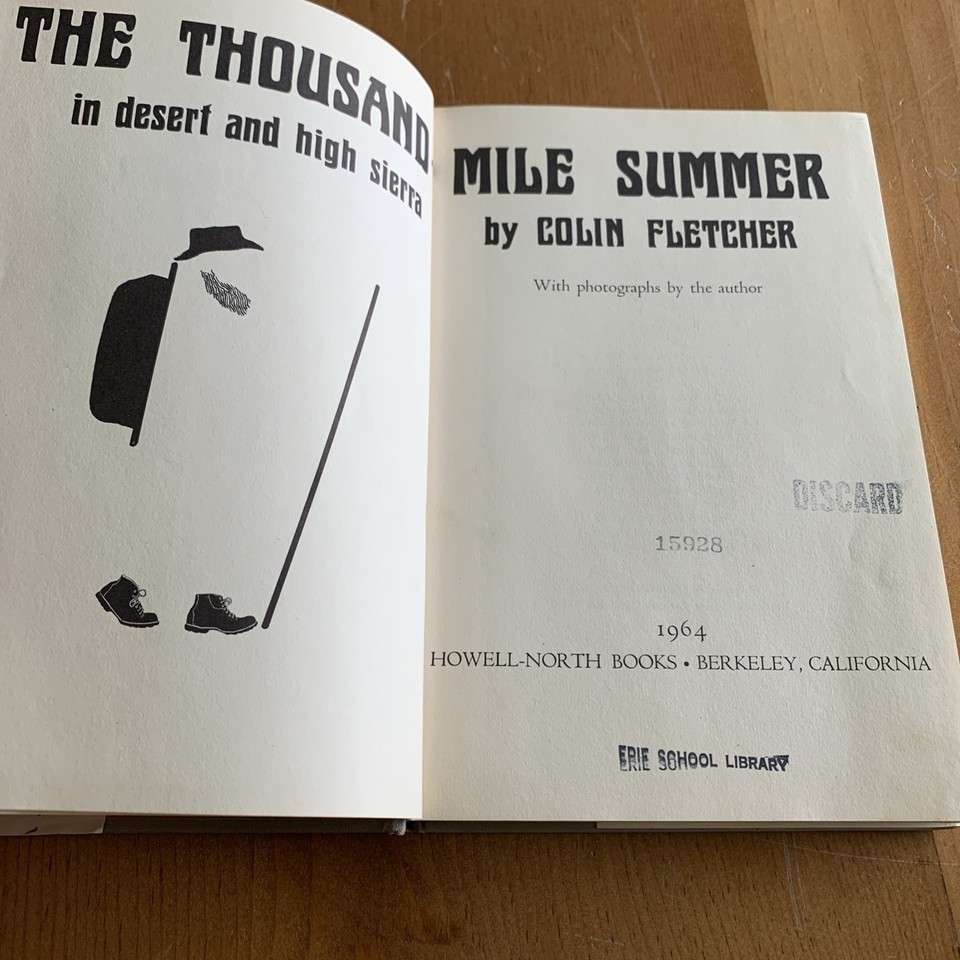 THE THOUSAND-
in desert and high sierra
MILE SUMMER
by COLIN FLETCHER
With photographs by the author
DISCARD
15928
1964
HOWELL-NORTH BOOKS • BERKELEY, CALIFORNIA
ERIE SCHOOL LIBRARY